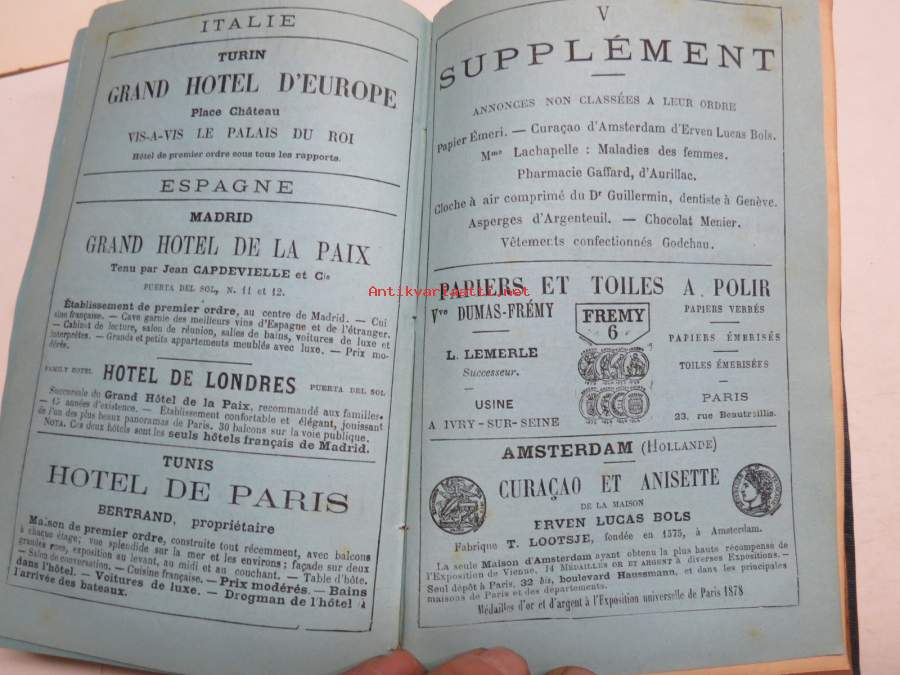 ITALIE
TURIN
GRAND HOTEL D'EUROPE
Place Château
VIS-A-VIS LE PALAIS DU ROI
Hôtel de premier ordre sous tous les rapports.
ESPAGNE
MADRID
GRAND HOTEL DE LA PAIX
Tenu par Jean CAPDEVIELLE et Cie
PUERTA DEL SOL, N. 11 et 12.
Établissement de premier ordre, au centre de Madrid. — Cui
sine française. — Cave garnie des meilleurs vins d'Espagne et de l'étranger.
- Cabinet de lecture, salon de réunion, salles de bains, voitures de luxe et
interprètes. — Grands et petits appartements meublés avec luxe. — Prix mo-
dérés.
FAMILY HOTEL HOTEL DE LONDRES PUERTA DEL SOL
Succursale du Grand Hôtel de la Paix, recommandé aux familles.
— 15 années d'existence. — Etablissement confortable et élégant, jouissant
de l'un des plus beaux panoramas de Paris. 30 balcons sur la voie publique.
NOTA. Ces deux hôtels sont les seuls hôtels français de Madrid.
TUNIS
HOTEL DE PARIS
BERTRAND, propriétaire
Maison de premier ordre, construite tout récemment, avec balcons
à chaque étage; vue splendide sur la mer et les environs; façade sur deux
grandes rues, exposition au levant, au midi et au couchant. — Table d'hôte.
- Salon de conversation. — Cuisine française. — Prix modérés. — Bains
dans l'hôtel. — Voitures de luxe. — Drogman de l'hôtel à
l'arrivée des bateaux.
V
SUPPLÉMENT
ANNONCES NON CLASSÉES A LEUR ORDRE
Papier Émeri. — Curaçao d'Amsterdam d'Erven Lucas Bols.
Mme Lachapelle : Maladies des femmes.
Pharmacie Gaffard, d'Aurillac.
Cloche à air comprimé du Dr Guillermin, dentiste à Genève.
Asperges d'Argenteuil. — Chocolat Menier.
Vêtements confectionnés Godchau.
Antikvariaatti.net
PAPIERS ET TOILES A POLIR
Vve DUMAS-FRÉMY
L. LEMERLE
Successeur.
USINE
A IVRY-SUR-SEINE
FREMY
6
PAPIERS VERRÉS
PAPIERS ÉMERISÉS
TOILES ÉMERISÉES
PARIS
23, rue Beautreillis.
AMSTERDAM (HOLLANDE)
CURAÇAO ET ANISETTE
DE LA MAISON
ERVEN LUCAS BOLS
Fabrique T. LOOTSJE, fondée en 1575, à Amsterdam.
La seule Maison d'Amsterdam ayant obtenu la plus haute récompense de
l'Exposition de Vienne. 14 MÉDAILLES OR ET ARGENT à diverses Expositions. —
Seul dépôt à Paris, 32 bis, boulevard Haussmann, et dans les principales
maisons de Paris et des départements.
Médailles d'or et d'argent à l'Exposition universelle de Paris 1878